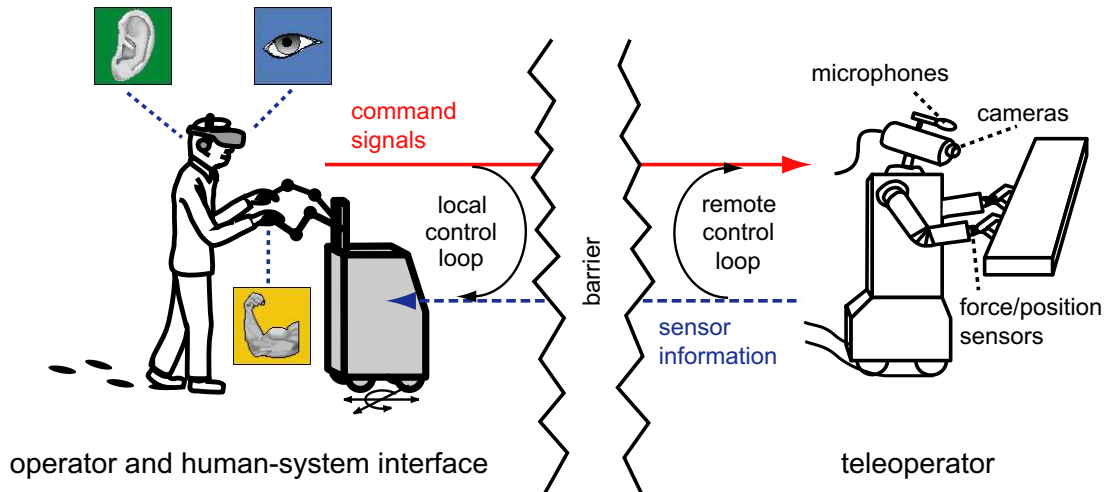 microphones
cameras
command
signals
local
control
loop
barrier
remote
control
loop
force/position
sensors
sensor
information
operator and human-system interface
teleoperator